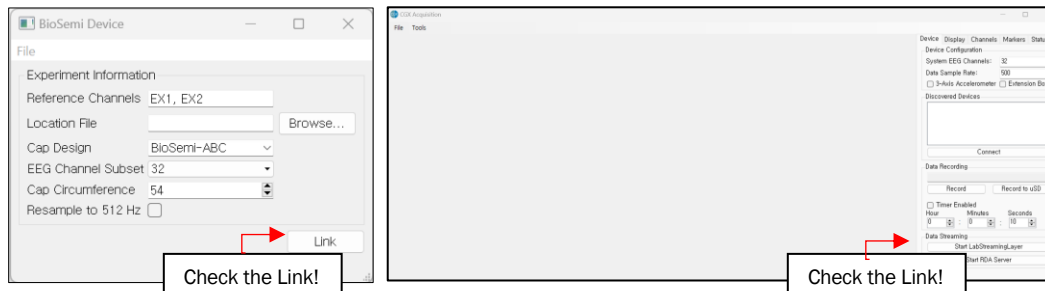 BioSemi Device
File
Experiment Information
Reference Channels EX1, EX2
Location File Browse...
Cap Design BioSemi-ABC
EEG Channel Subset 32
Cap Circumference 54
Resample to 512 Hz
Link
Check the Link!
CGX Acquisition
File Tools
Device Display Channels Markers Statu
Device Configuration
System EEG Channels: 32
Data Sample Rate: 500
3-Axis Accelerometer Extension Bo
Discovered Devices
Connect
Data Recording
Record Record to uSD
Timer Enabled
Hour Minutes Seconds
0 : 0 : 10
Data Streaming
Start LabStreamingLayer
Start RDA Server
Check the Link!